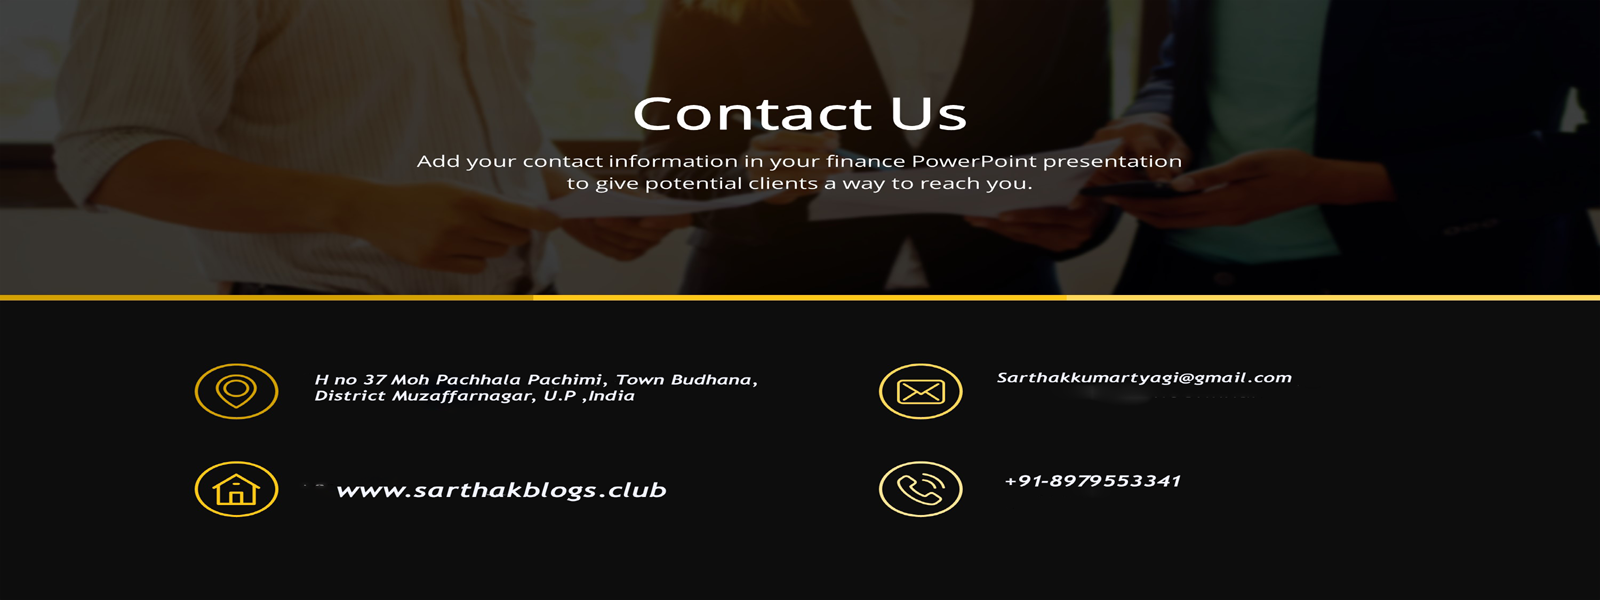 Contact Us
Add your contact information in your finance PowerPoint presentation
to give potential clients a way to reach you.
H no 37 Moh Pachhala Pachimi, Town Budhana,
District Muzaffarnagar, U.P ,India
Sarthakkumartyagi@gmail.com
www.sarthakblogs.club
+91-8979553341